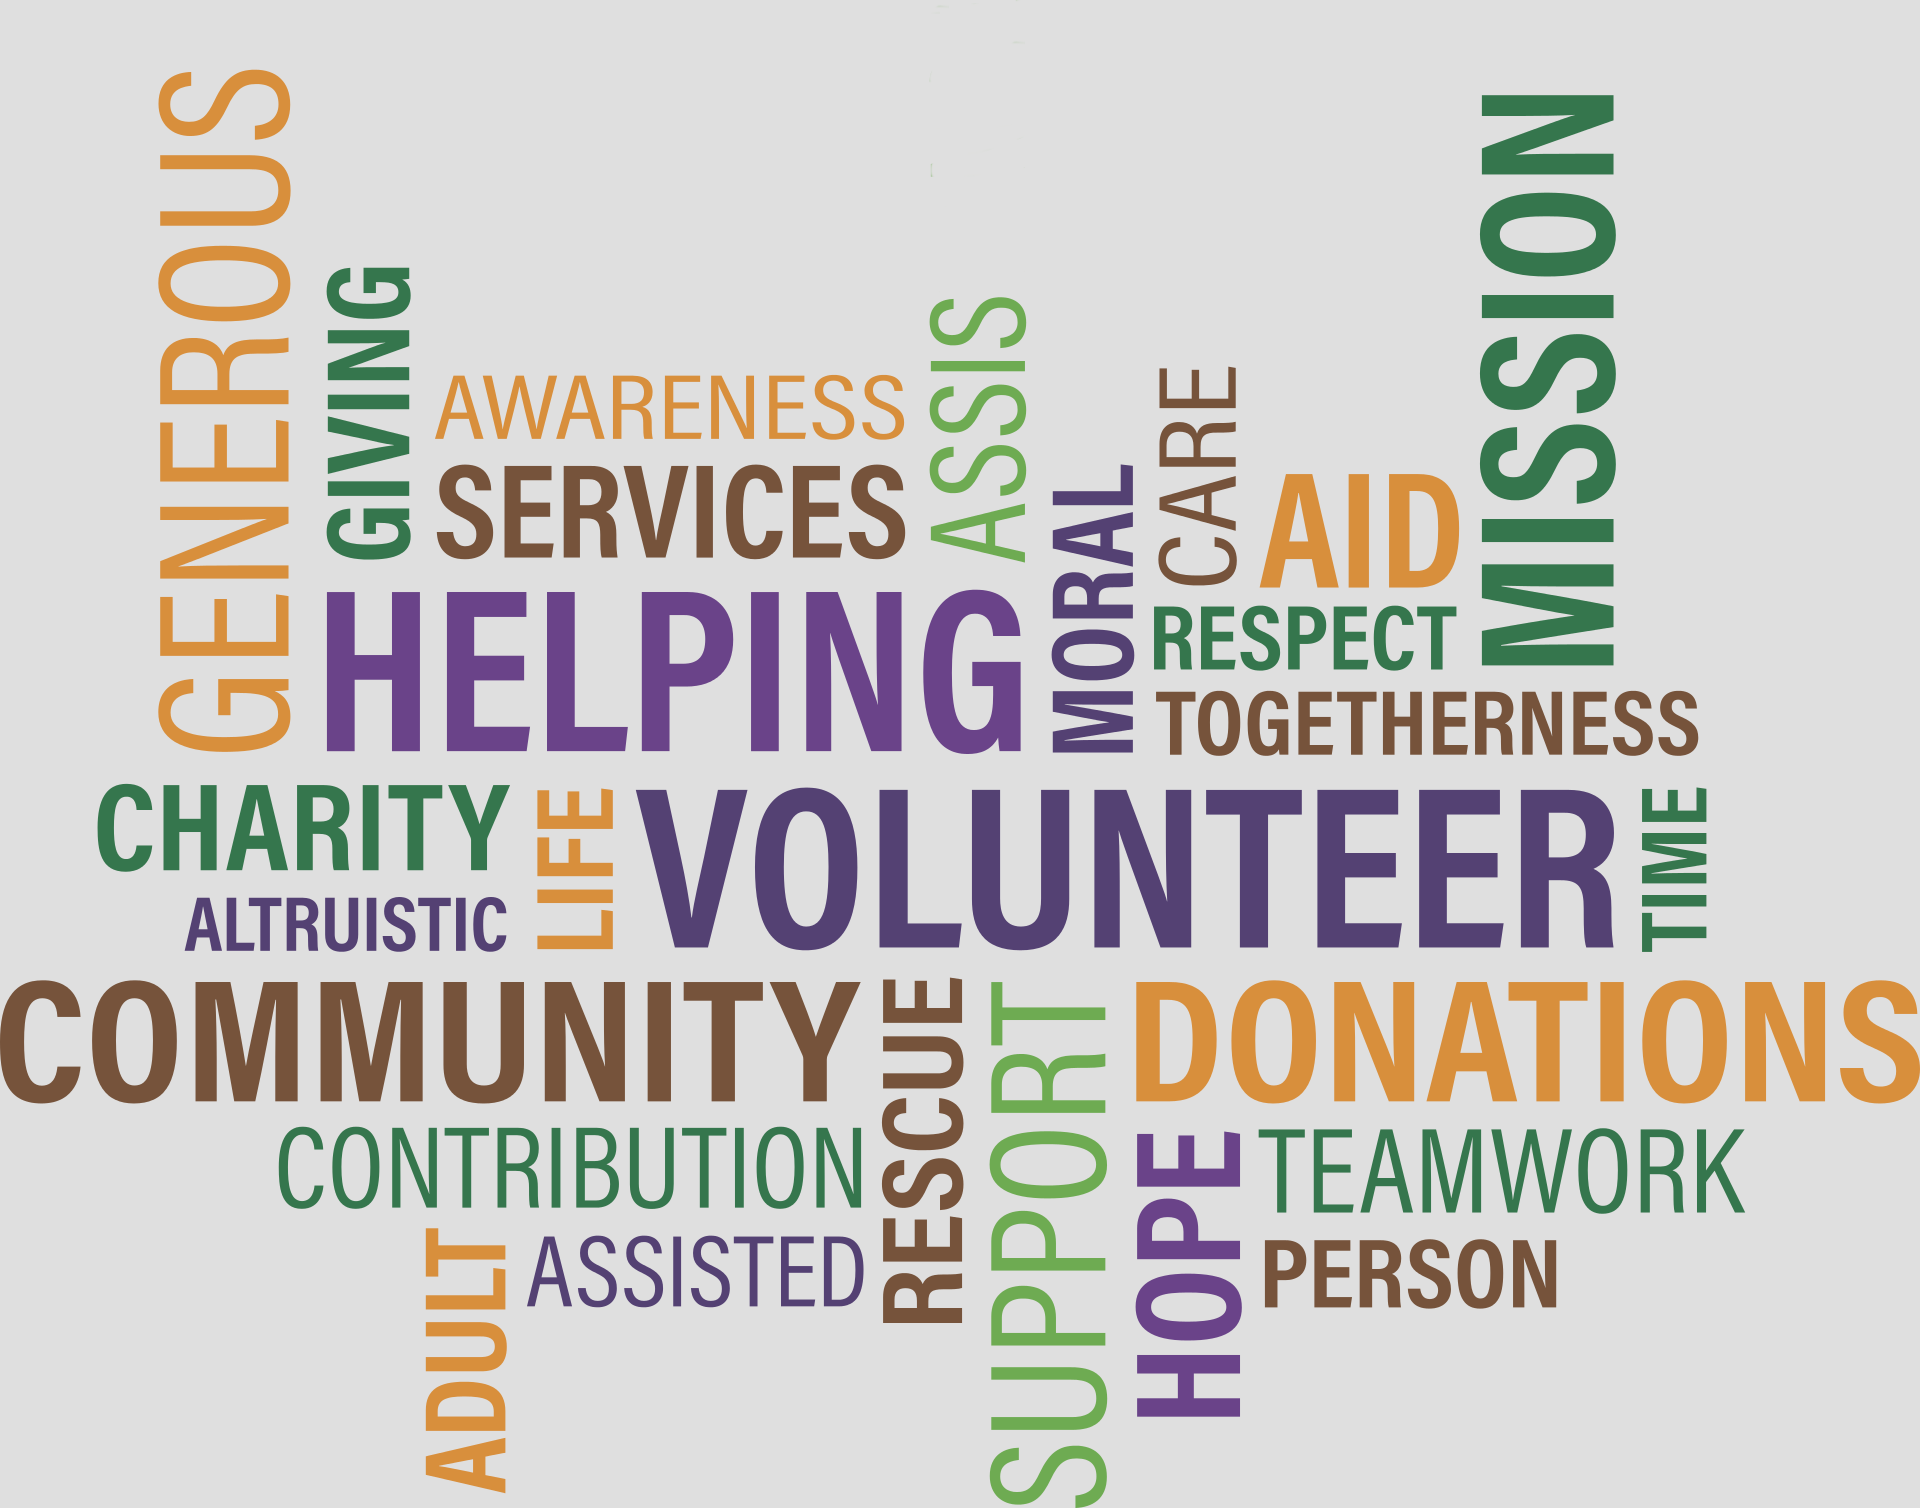 GENEROUS
GIVING
AWARENESS
SERVICES
ASSIS
MORAL
CARE
AID
MISSION
RESPECT
HELPING
TOGETHERNESS
CHARITY
ALTRUISTIC
LIFE
VOLUNTEER
TIME
COMMUNITY
RESCUE
SUPPORT
DONATIONS
CONTRIBUTION
HOPE
TEAMWORK
ADULT
ASSISTED
PERSON